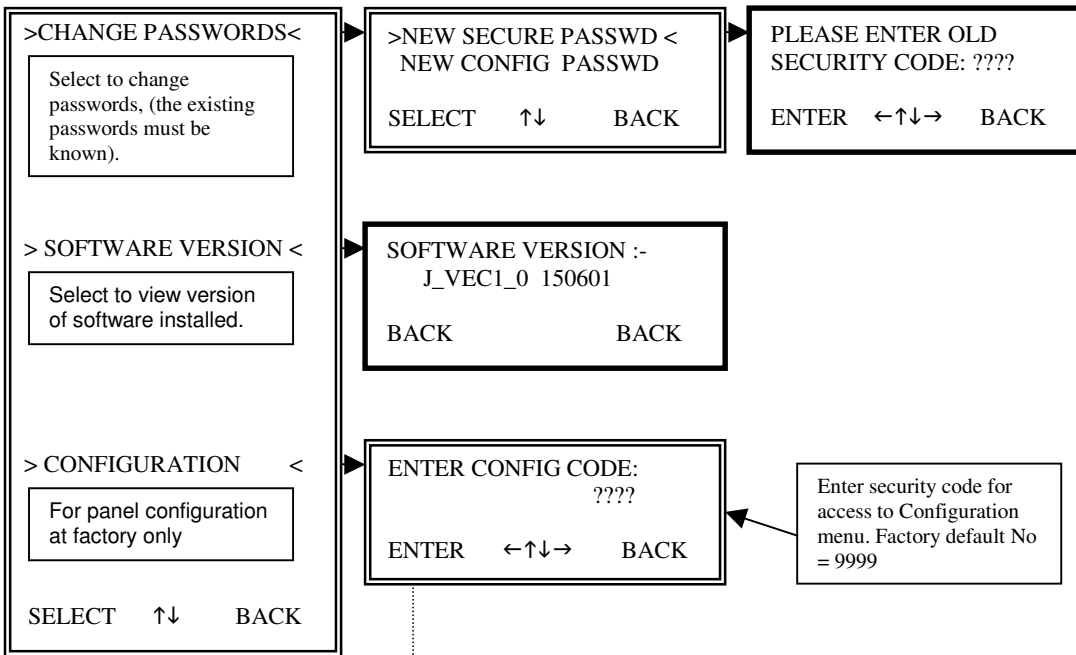 >CHANGE PASSWORDS<
Select to change
passwords, (the existing
passwords must be
known).
>NEW SECURE PASSWD <
NEW CONFIG PASSWD
SELECT ↑↓ BACK
PLEASE ENTER OLD
SECURITY CODE: ????
ENTER ←↑↓→ BACK
> SOFTWARE VERSION <
Select to view version
of software installed.
SOFTWARE VERSION :-
J_VEC1_0 150601
BACK BACK
> CONFIGURATION <
For panel configuration
at factory only
ENTER CONFIG CODE:
????
ENTER ←↑↓→ BACK
Enter security code for
access to Configuration
menu. Factory default No
= 9999
SELECT ↑↓ BACK